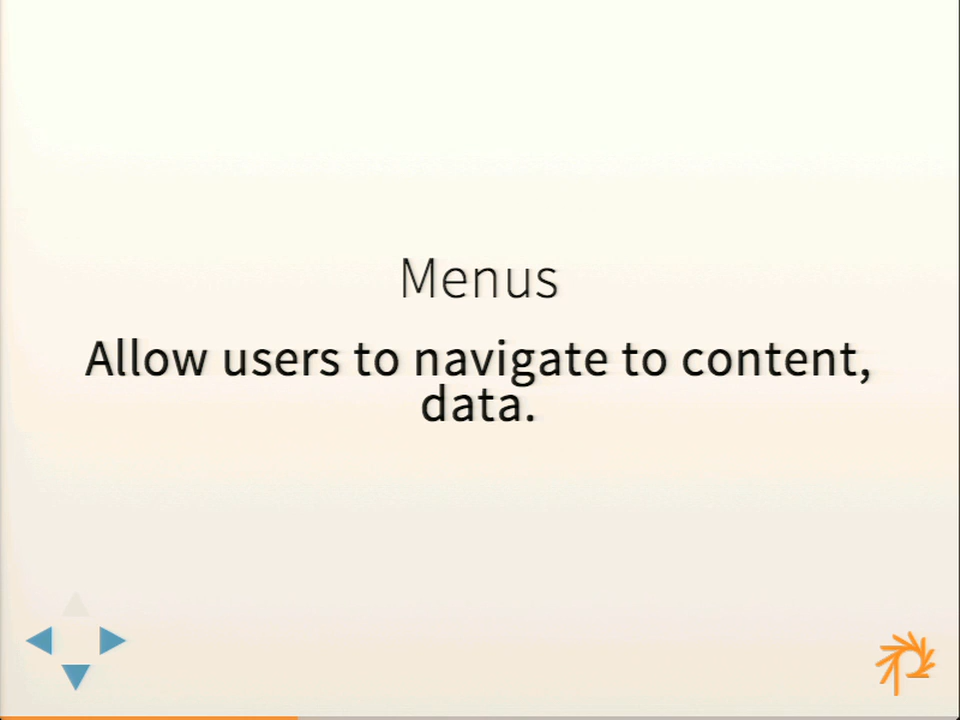 Menus
Allow users to navigate to content,
data.